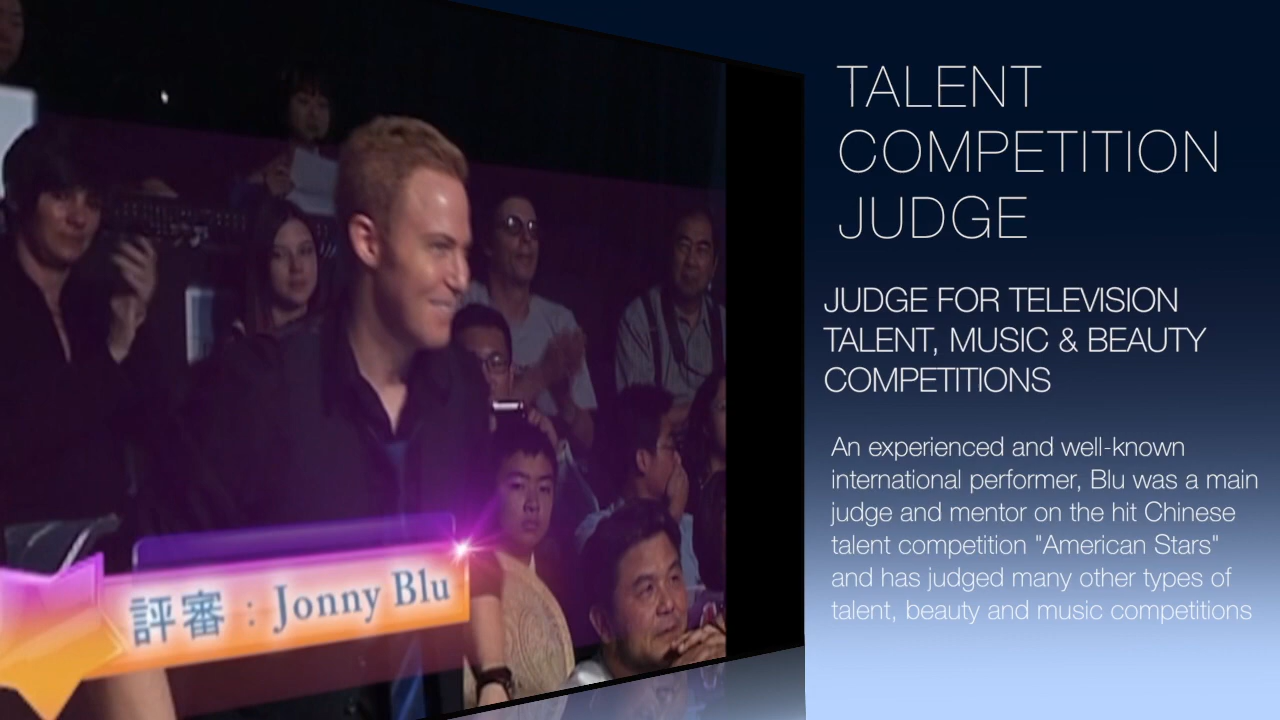 TALENT
COMPETITION
JUDGE
JUDGE FOR TELEVISION
TALENT, MUSIC & BEAUTY
COMPETITIONS
An experienced and well-known
international performer, Blu was a main
judge and mentor on the hit Chinese
talent competition "American Stars"
and has judged many other types of
talent, beauty and music competitions
評審：Jonny Blu